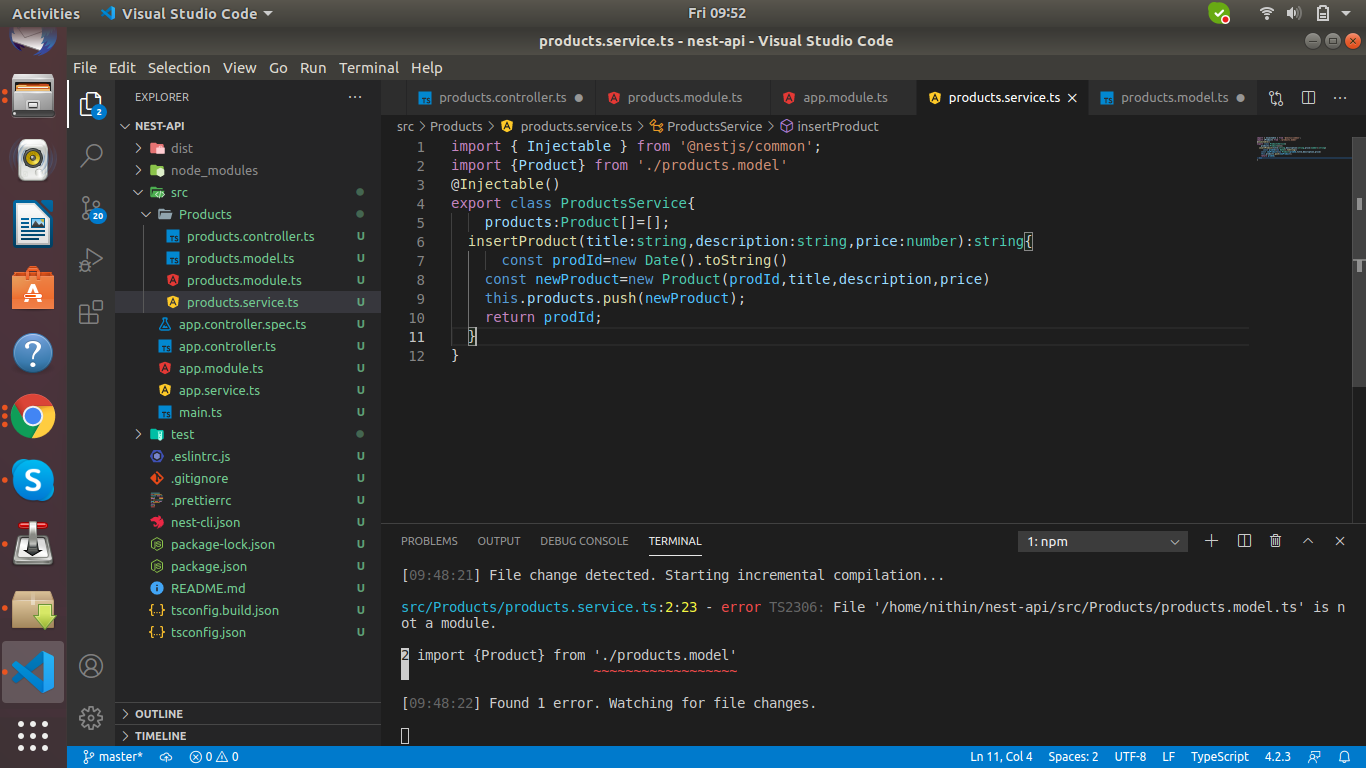 Activities Visual Studio Code Fri 09:52
products.service.ts - nest-api - Visual Studio Code
File Edit Selection View Go Run Terminal Help
2
20
EXPLORER ...
NEST-API
dist
node_modules
src
Products
products.controller.ts U
products.model.ts U
products.module.ts U
products.service.ts U
app.controller.spec.ts U
app.controller.ts U
app.module.ts U
app.service.ts U
main.ts U
test
.eslintrc.js U
.gitignore U
.prettierrc U
nest-cli.json U
package-lock.json U
package.json U
README.md U
tsconfig.build.json U
tsconfig.json U
OUTLINE
TIMELINE
products.controller.ts products.module.ts app.module.ts products.service.ts products.model.ts
src > Products > products.service.ts > ProductsService > insertProduct
1 import { Injectable } from '@nestjs/common';
2 import {Product} from './products.model'
3 @Injectable()
4 export class ProductsService{
5 products:Product[]=[];
6 insertProduct(title:string,description:string,price:number):string{
7 const prodId=new Date().toString()
8 const newProduct=new Product(prodId,title,description,price)
9 this.products.push(newProduct);
10 return prodId;
11 }
12 }
PROBLEMS OUTPUT DEBUG CONSOLE TERMINAL 1: npm
[09:48:21] File change detected. Starting incremental compilation...
src/Products/products.service.ts:2:23 - error TS2306: File '/home/nithin/nest-api/src/Products/products.model.ts' is n
ot a module.
2 import {Product} from './products.model'
~~~~~~~~~~~~~~~~~~
[09:48:22] Found 1 error. Watching for file changes.
master* 0 0 Ln 11, Col 4 Spaces: 2 UTF-8 LF TypeScript 4.2.3